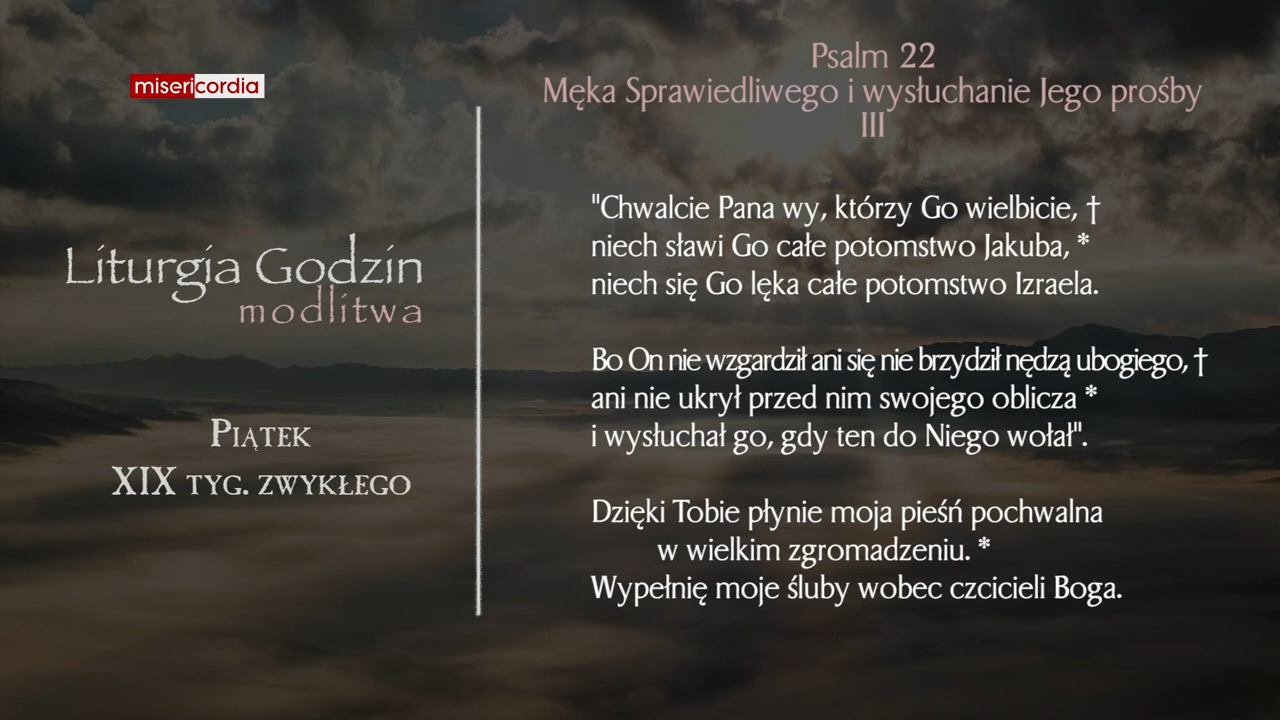 misericordia
Liturgia Godzin
modlitwa
Piątek
XIX tyg. zwykłego
Psalm 22
Męka Sprawiedliwego i wysłuchanie Jego prośby
III
"Chwalcie Pana wy, którzy Go wielbicie, †
niech sławi Go całe potomstwo Jakuba, *
niech się Go lęka całe potomstwo Izraela.
Bo On nie wzgardził ani się nie brzydził nędzą ubogiego, †
ani nie ukrył przed nim swojego oblicza *
i wysłuchał go, gdy ten do Niego wołał".
Dzięki Tobie płynie moja pieśń pochwalna
w wielkim zgromadzeniu. *
Wypełnię moje śluby wobec czcicieli Boga.